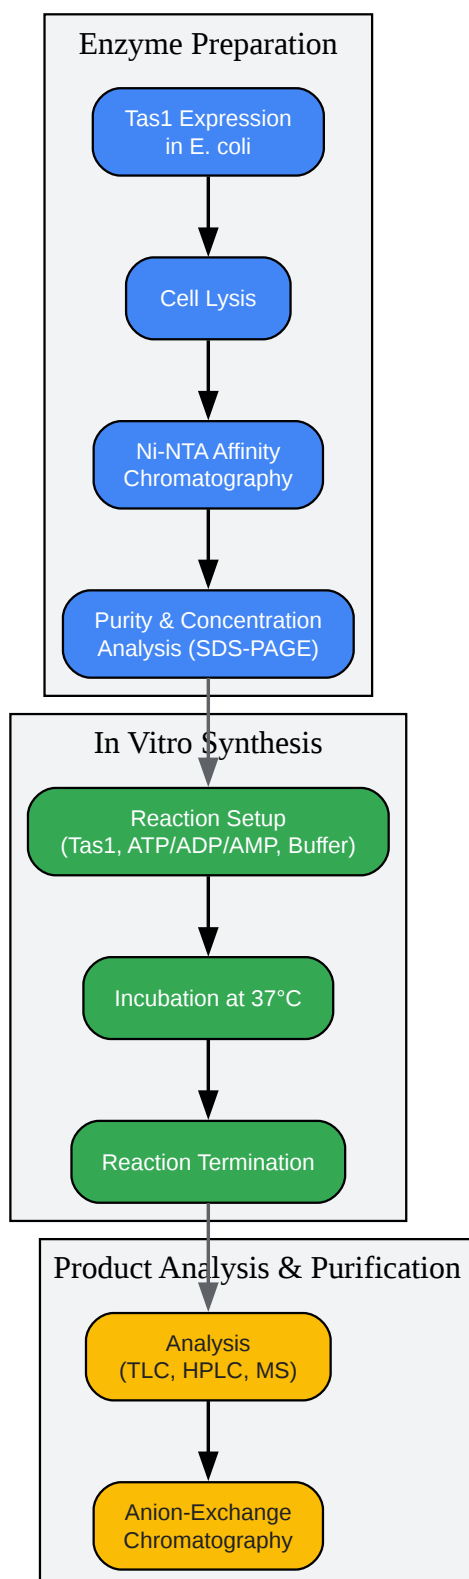 Enzyme Preparation
Tas1 Expression
in E. coli
Cell Lysis
Ni-NTA Affinity
Chromatography
Purity & Concentration
Analysis (SDS-PAGE)
In Vitro Synthesis
Reaction Setup
(Tas1, ATP/ADP/AMP, Buffer)
Incubation at 37°C
Reaction Termination
Product Analysis & Purification
Analysis
(TLC, HPLC, MS)
Anion-Exchange
Chromatography